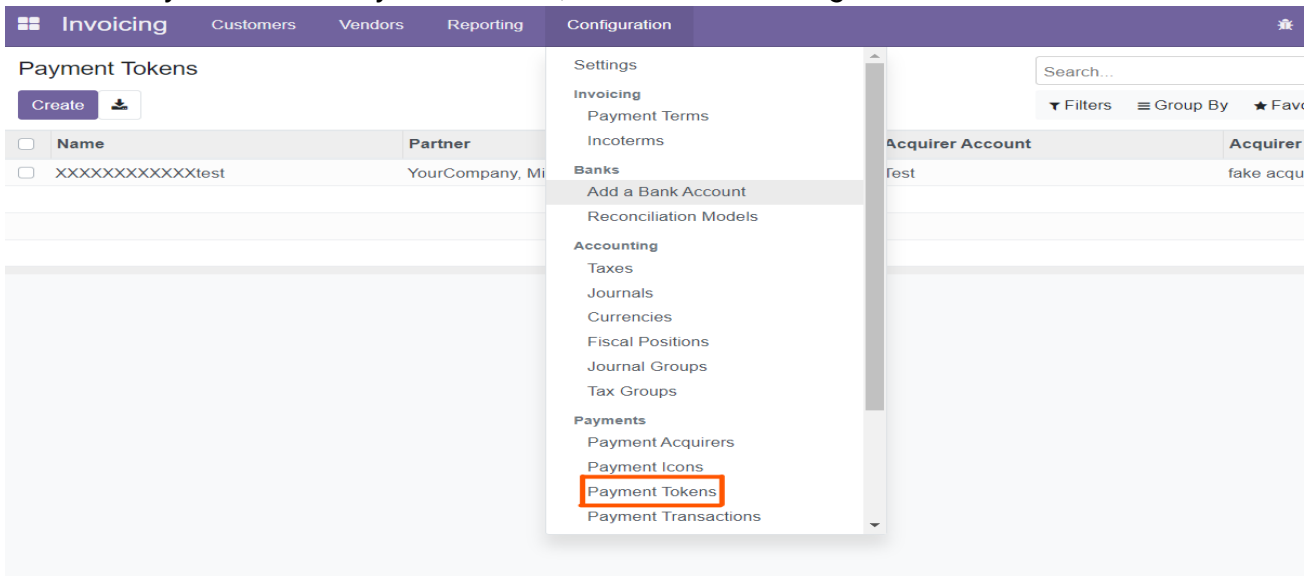 Invoicing Customers Vendors Reporting Configuration
Payment Tokens
Search...
Create
Filters Group By
Name Partner Acquirer Account Acquirer
XXXXXXXXXXXXtest YourCompany, Test fake
Settings
Invoicing
Payment Terms
Incoterms
Banks
Add a Bank Account
Reconciliation Models
Accounting
Taxes
Journals
Currencies
Fiscal Positions
Journal Groups
Tax Groups
Payments
Payment Acquirers
Payment Icons
Payment Tokens
Payment Transactions